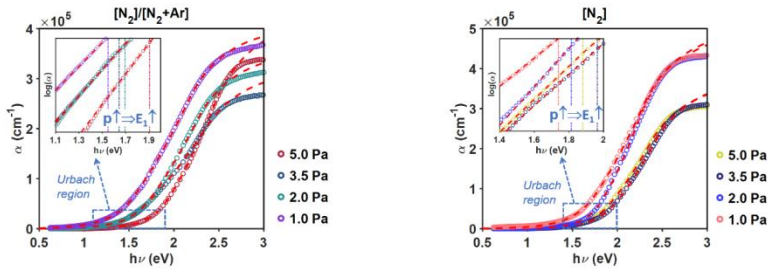 [N₂]/[N₂+Ar]
×10⁵
4
3
2
1
0
α (cm⁻¹)
0.5 1 1.5 2 2.5 3
hν (eV)
log(α)
1.1 1.3 1.5 1.7 1.9
hν (eV)
p↑⇒E₁↑
Urbach
region
5.0 Pa
3.5 Pa
2.0 Pa
1.0 Pa
[N₂]
×10⁵
5
4
3
2
1
0
α (cm⁻¹)
0.5 1 1.5 2 2.5 3
hν (eV)
log(α)
1.4 1.6 1.8 2
hν (eV)
p↑⇒E₁↑
Urbach
region
5.0 Pa
3.5 Pa
2.0 Pa
1.0 Pa